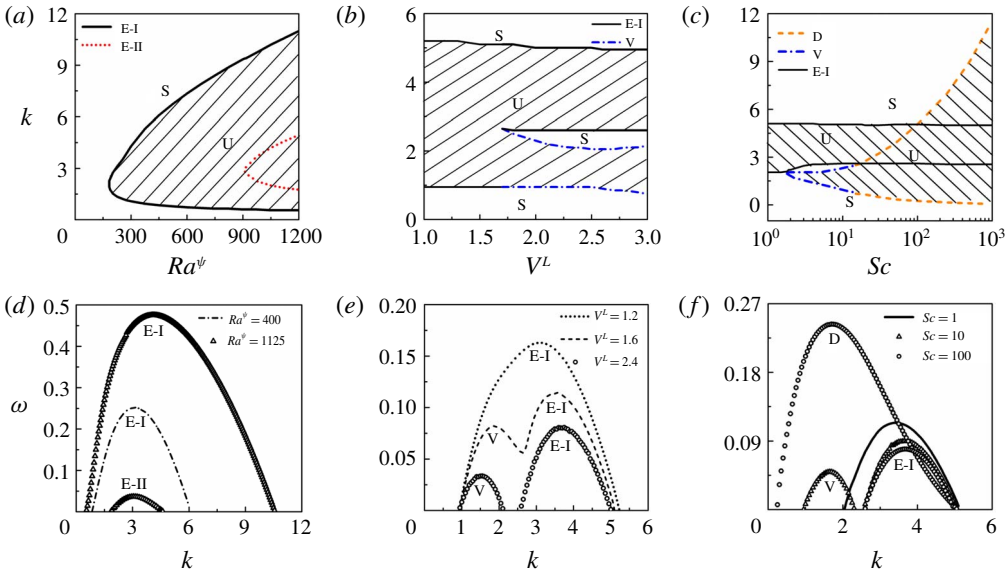 (a)
12
E-I
E-II
9
S
k
6
U
3
0
300
600
900
1200
Ra^ψ
(b)
6
S
E-I
V
4
U
S
2
S
0
1.0
1.5
2.0
2.5
3.0
V^L
(c)
12
D
V
E-I
9
6
S
U
U
3
S
0
10^0
10^1
10^2
10^3
Sc
(d)
0.5
E-I
Ra^ψ = 400
Ra^ψ = 1125
0.4
0.3
ω
E-I
0.2
0.1
E-II
0
3
6
9
12
k
(e)
0.20
V^L = 1.2
V^L = 1.6
V^L = 2.4
0.15
E-I
0.10
E-I
V
E-I
0.05
V
0
1
2
3
4
5
6
k
(f)
0.27
Sc = 1
Sc = 10
Sc = 100
D
0.18
0.09
E-I
V
0
2
4
6
k